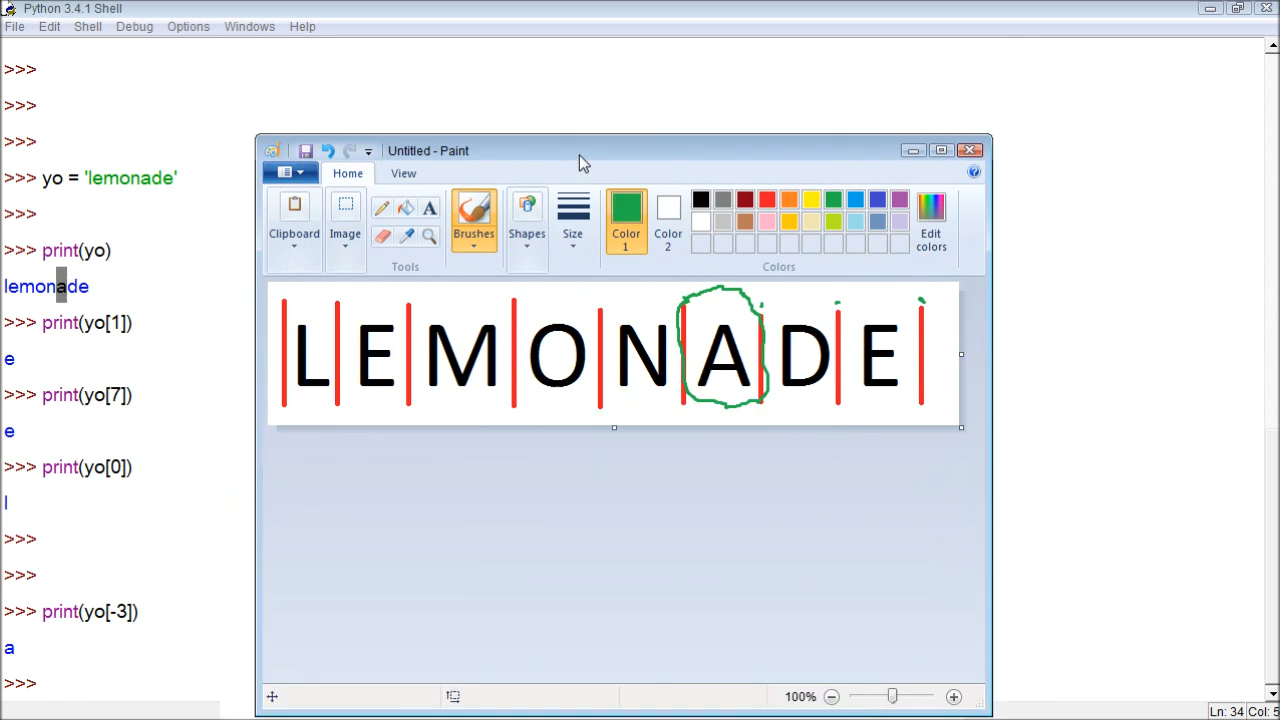 Python 3.4.1 Shell
File Edit Shell Debug Options Windows Help
>>>
>>>
>>>
>>> yo = 'lemonade'
>>>
>>> print(yo)
lemonade
>>> print(yo[1])
e
>>> print(yo[7])
e
>>> print(yo[0])
l
>>>
>>>
>>> print(yo[-3])
a
>>>
Untitled - Paint
Home View
Clipboard
Image
Tools
Brushes
Shapes
Size
Color 1
Color 2
Edit colors
Colors
LEMONADE
100%
Ln: 34 Col: 5